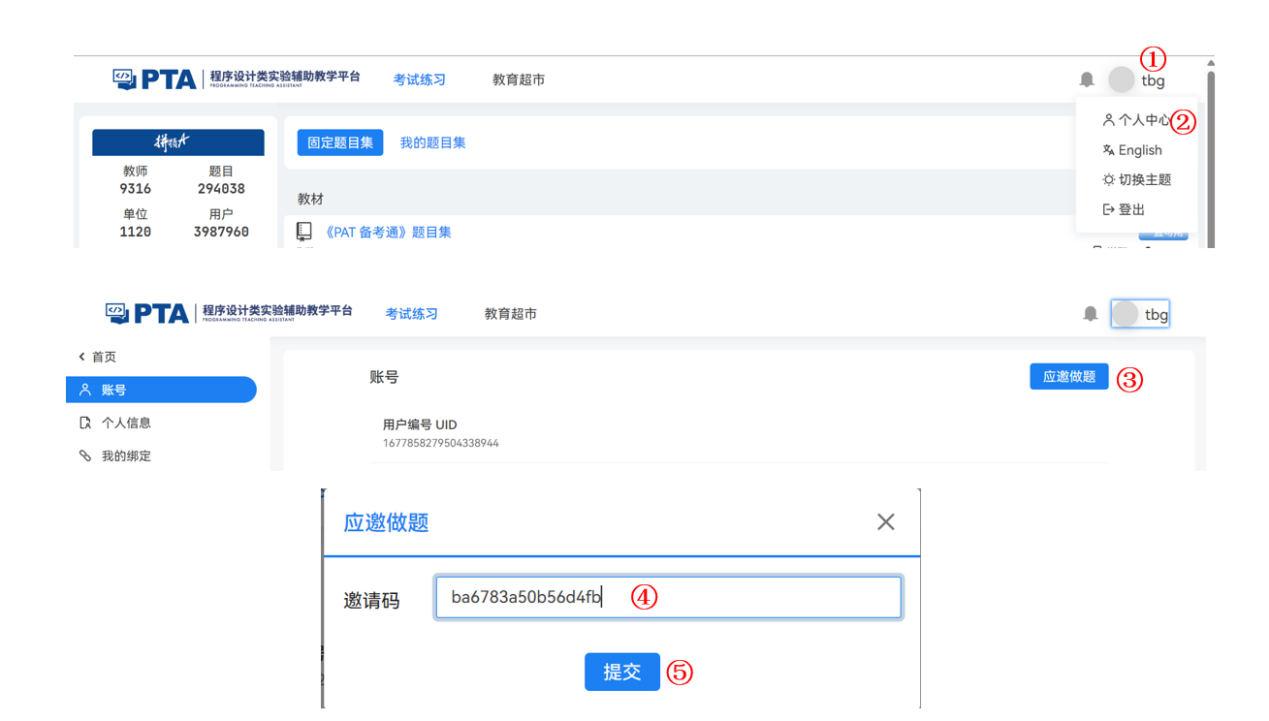 ①
PTA 程序设计类实验辅助教学平台 考试练习 教育超市 tbg
PROGRAMMING TEACHING ASSISTANT
个人中心 ②
拼题A 固定题目集 我的题目集
English
教师 题目
切换主题
9316 294038
教材
单位 用户
登出
1120 3987960
《PAT 备考通》题目集
PTA 程序设计类实验辅助教学平台 考试练习 教育超市 tbg
PROGRAMMING TEACHING ASSISTANT
首页
账号 应邀做题 ③
账号
个人信息
用户编号 UID
1677858279504338944
我的绑定
应邀做题
邀请码 ba6783a50b56d4fb ④
提交 ⑤